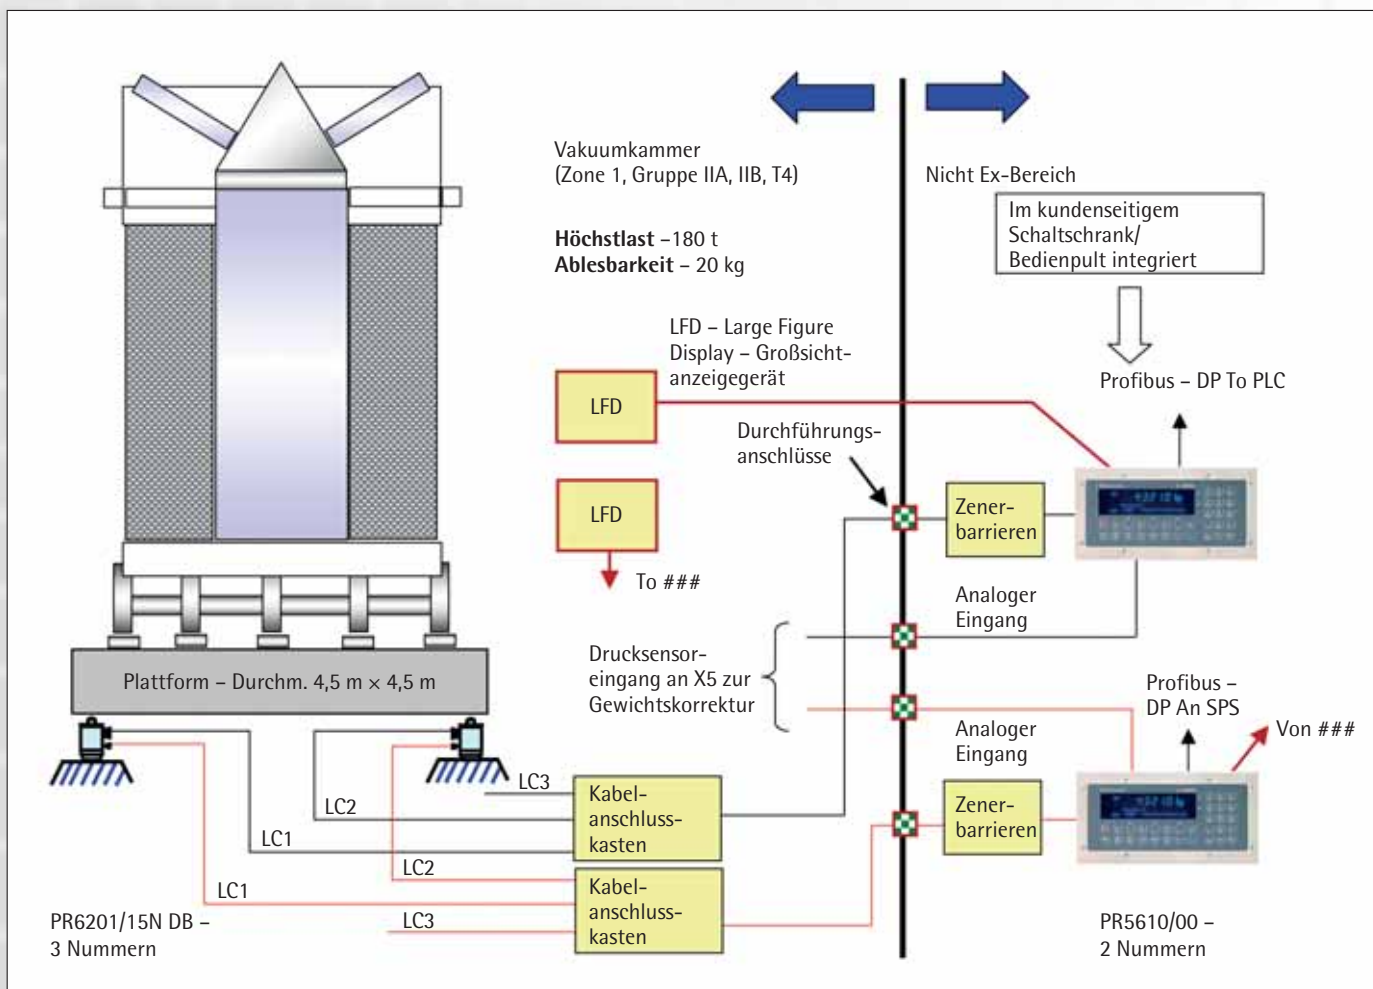 Vakuumkammer
(Zone 1, Gruppe IIA, IIB, T4)
Höchstlast –180 t
Ablesbarkeit – 20 kg
Nicht Ex-Bereich
Im kundenseitigem
Schaltschrank/
Bedienpult integriert
LFD – Large Figure
Display – Großsicht-
anzeigegerät
Profibus – DP To PLC
LFD
Durchführungs-
anschlüsse
LFD
Zener-
barrieren
To ###
Analoger
Eingang
Drucksensor-
eingang an X5 zur
Gewichtskorrektur
Plattform – Durchm. 4,5 m × 4,5 m
Profibus –
DP An SPS
Von ###
Analoger
Eingang
Zener-
barrieren
LC3
LC2
LC1
Kabel-
anschluss-
kasten
LC2
LC1
LC3
Kabel-
anschluss-
kasten
PR6201/15N DB –
3 Nummern
PR5610/00 –
2 Nummern